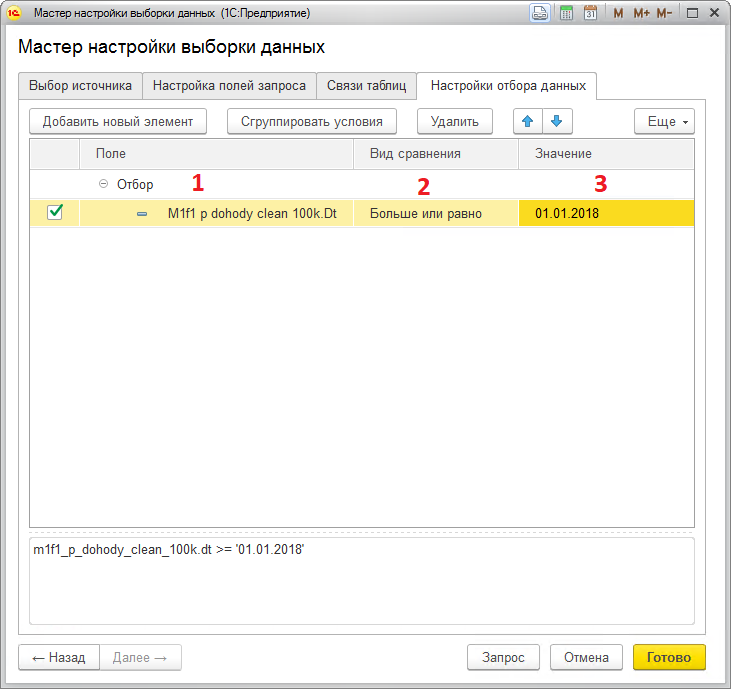 Мастер настройки выборки данных (1С:Предприятие)
31 M M+ M-
Мастер настройки выборки данных
Выбор источника Настройка полей запроса Связи таблиц Настройки отбора данных
Добавить новый элемент Сгруппировать условия Удалить Еще
Поле Вид сравнения Значение
Отбор 1 2 3
M1f1 p dohody clean 100k.Dt Больше или равно 01.01.2018
m1f1_p_dohody_clean_100k.dt >= '01.01.2018'
← Назад Далее → Запрос Отмена Готово